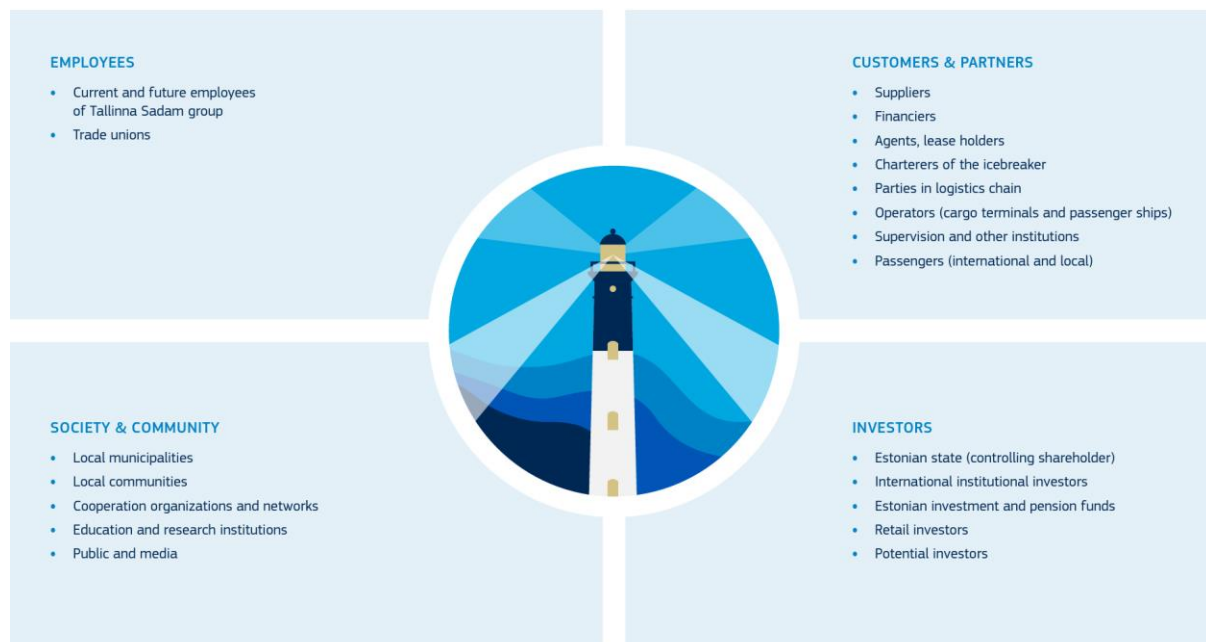 EMPLOYEES
• Current and future employees
of Tallinna Sadam group
• Trade unions
CUSTOMERS & PARTNERS
• Suppliers
• Financiers
• Agents, lease holders
• Charterers of the icebreaker
• Parties in logistics chain
• Operators (cargo terminals and passenger ships)
• Supervision and other institutions
• Passengers (international and local)
SOCIETY & COMMUNITY
• Local municipalities
• Local communities
• Cooperation organizations and networks
• Education and research institutions
• Public and media
INVESTORS
• Estonian state (controlling shareholder)
• International institutional investors
• Estonian investment and pension funds
• Retail investors
• Potential investors